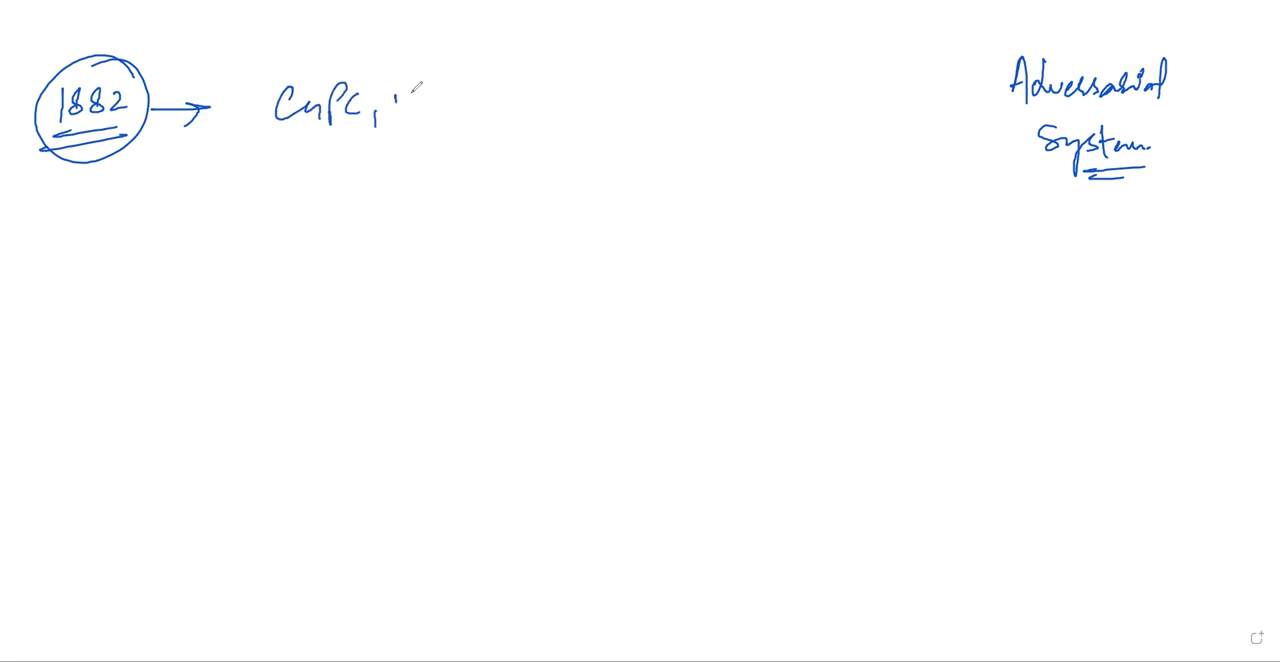 1882 → CrPC, '
Adversarial
System